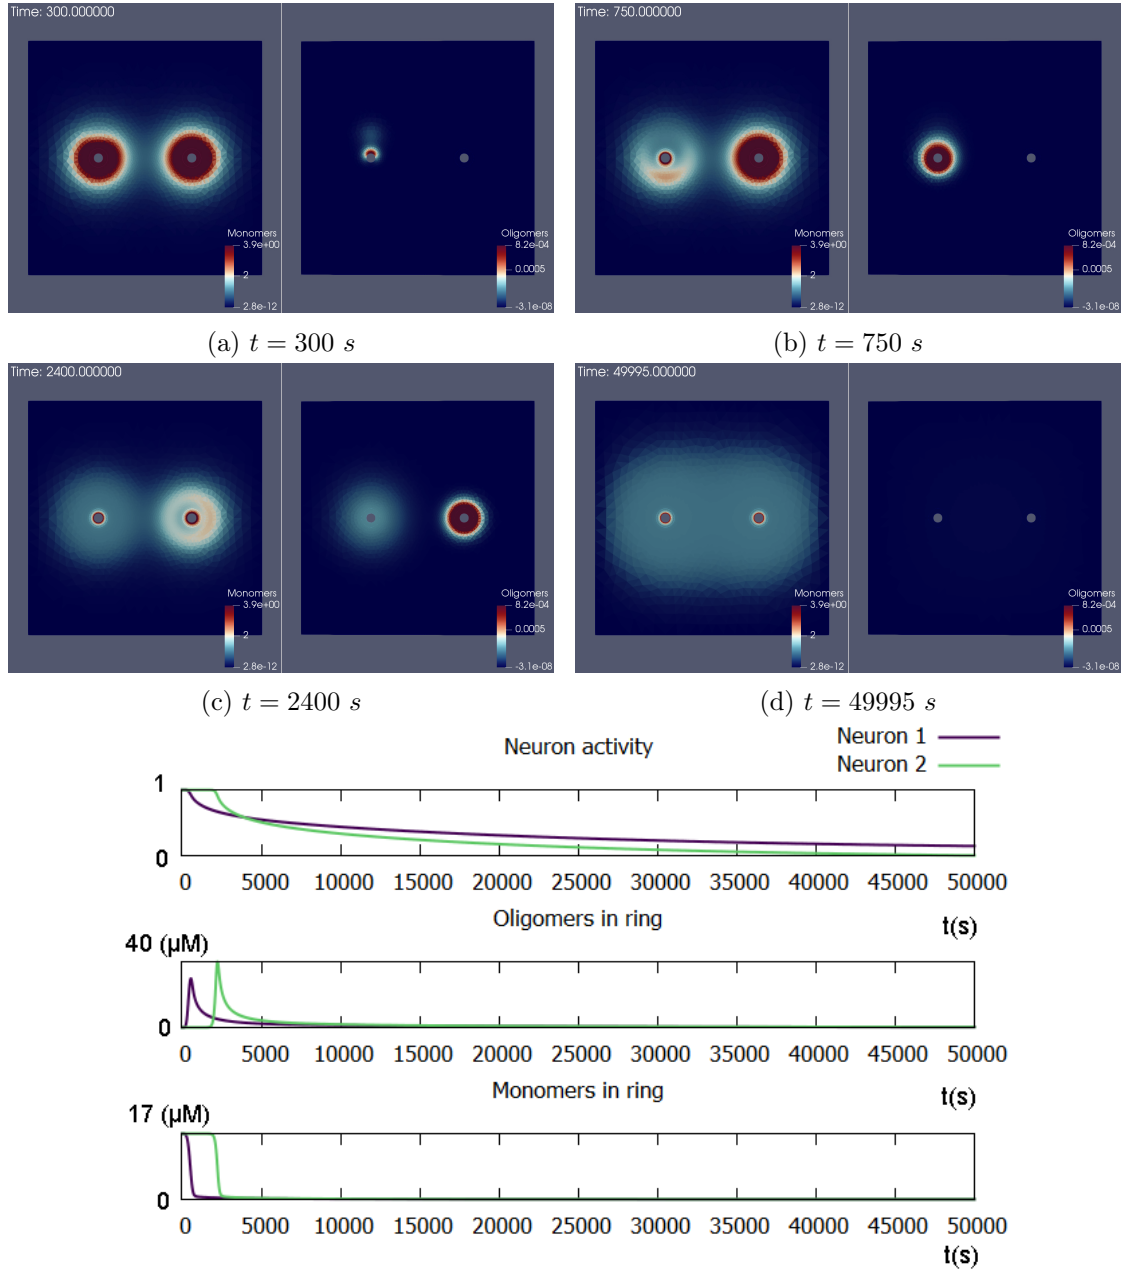 Time: 300.000000
Monomers
3.9e+00
2
2.8e-12
Oligomers
8.2e-04
0.0005
-3.1e-08
(a) t = 300 s
Time: 750.000000
Monomers
3.9e+00
2
2.8e-12
Oligomers
8.2e-04
0.0005
-3.1e-08
(b) t = 750 s
Time: 2400.000000
Monomers
3.9e+00
2
2.8e-12
Oligomers
8.2e-04
0.0005
-3.1e-08
(c) t = 2400 s
Time: 49995.000000
Monomers
3.9e+00
2
2.8e-12
Oligomers
8.2e-04
0.0005
-3.1e-08
(d) t = 49995 s
Neuron activity
Neuron 1
Neuron 2
1
0
0 5000 10000 15000 20000 25000 30000 35000 40000 45000 50000
t(s)
Oligomers in ring
40 (µM)
0
0 5000 10000 15000 20000 25000 30000 35000 40000 45000 50000
t(s)
Monomers in ring
17 (µM)
0
0 5000 10000 15000 20000 25000 30000 35000 40000 45000 50000
t(s)